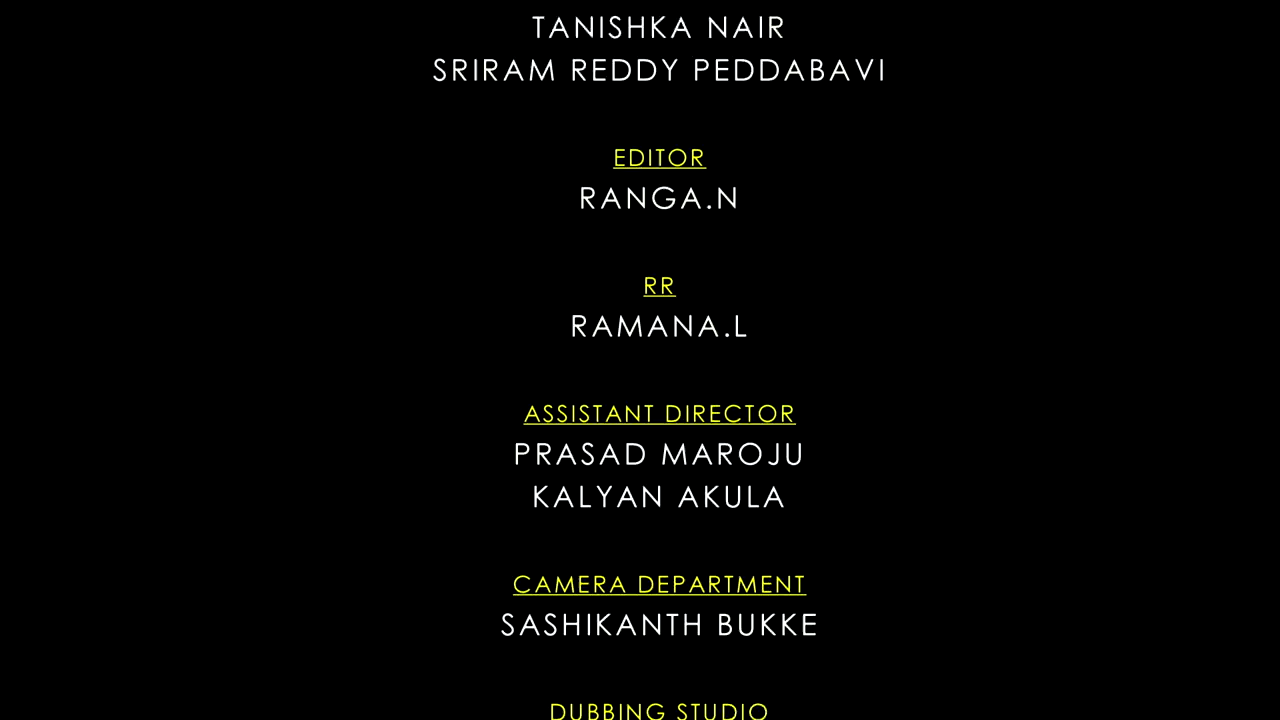 TANISHKA NAIR
SRIRAM REDDY PEDDABAVI
EDITOR
RANGA.N
RR
RAMANA.L
ASSISTANT DIRECTOR
PRASAD MAROJU
KALYAN AKULA
CAMERA DEPARTMENT
SASHIKANTH BUKKE
DUBBING STUDIO